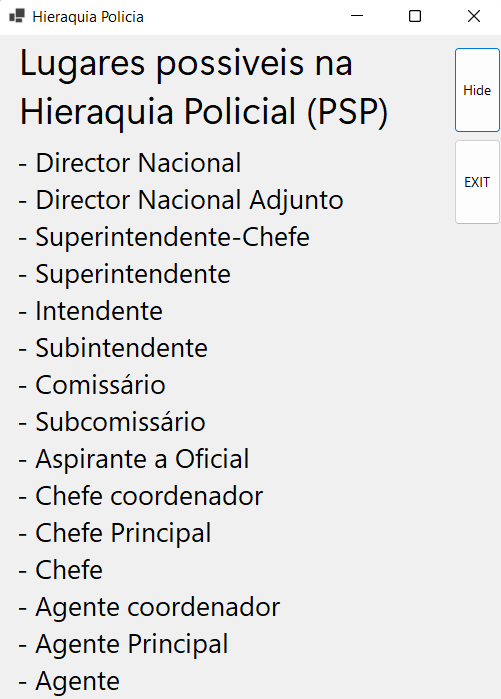 Hieraquia Policia
Lugares possiveis na
Hieraquia Policial (PSP)
Hide
- Director Nacional
EXIT
- Director Nacional Adjunto
- Superintendente-Chefe
- Superintendente
- Intendente
- Subintendente
- Comissário
- Subcomissário
- Aspirante a Oficial
- Chefe coordenador
- Chefe Principal
- Chefe
- Agente coordenador
- Agente Principal
- Agente